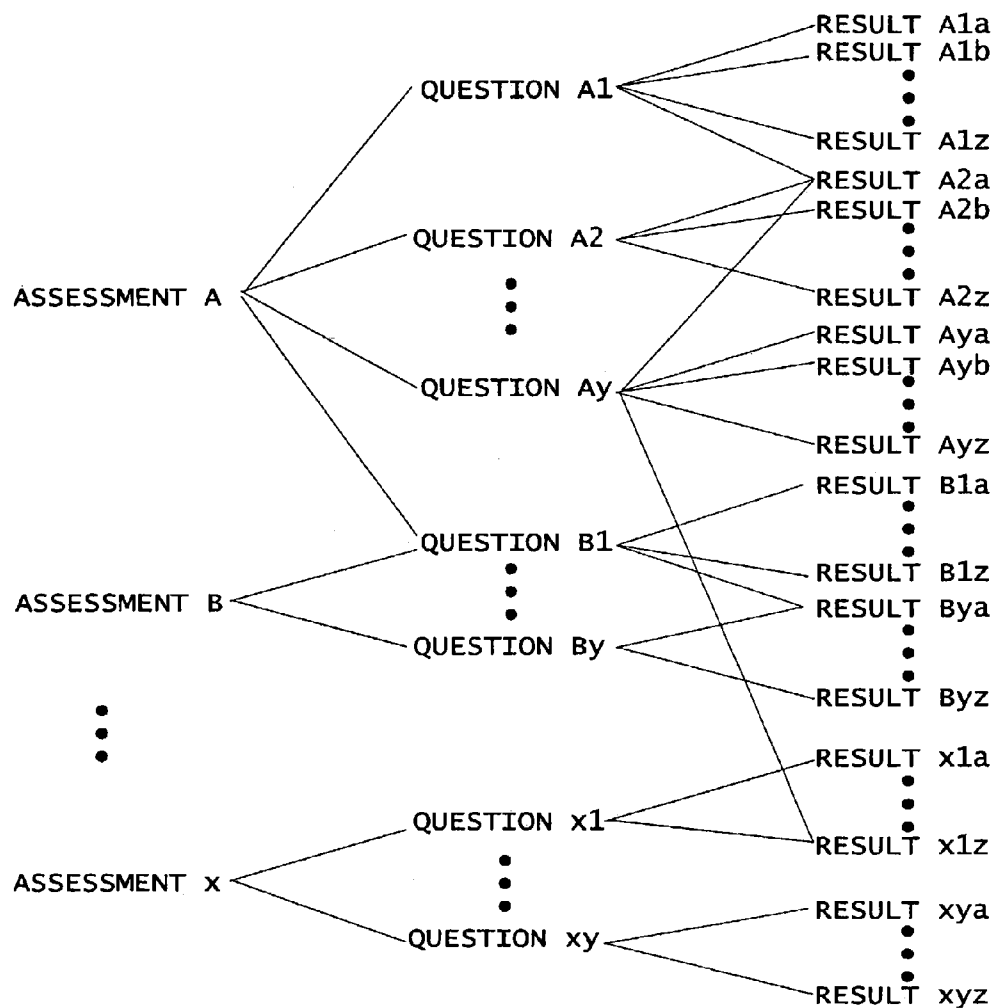 RESULT A1a
RESULT A1b
QUESTION A1
RESULT A1z
RESULT A2a
RESULT A2b
QUESTION A2
ASSESSMENT A
RESULT A2z
RESULT Aya
RESULT Ayb
QUESTION Ay
RESULT Ayz
RESULT B1a
QUESTION B1
RESULT B1z
ASSESSMENT B
RESULT Bya
QUESTION By
RESULT Byz
RESULT x1a
QUESTION x1
RESULT x1z
ASSESSMENT x
RESULT xya
QUESTION xy
RESULT xyz